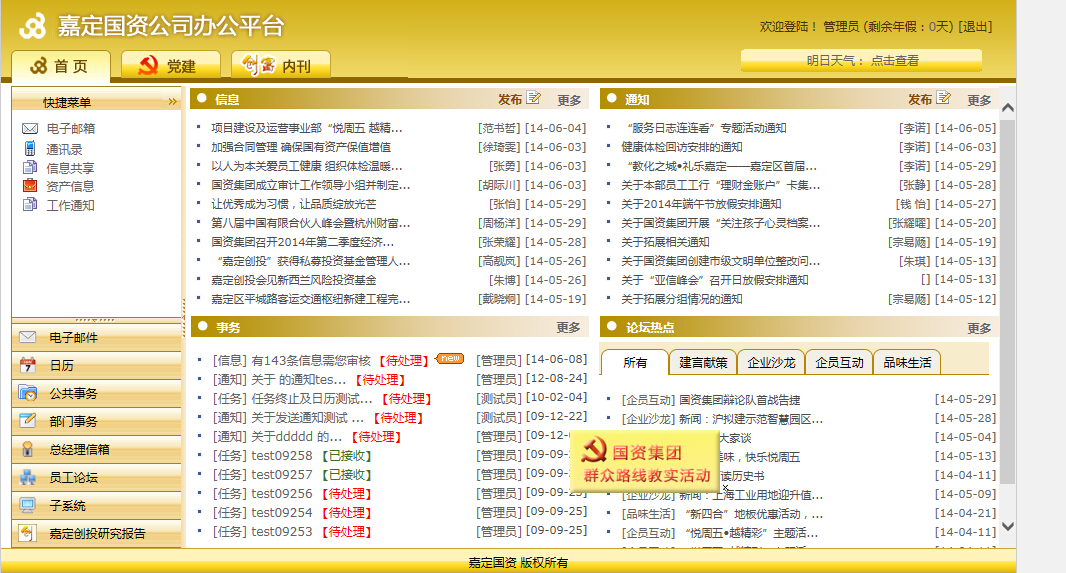 嘉定国资公司办公平台
欢迎登陆！ 管理员 (剩余年假：0天) [退出]
首 页
党建
创富 内刊
明日天气： 点击查看
快捷菜单 »
电子邮箱
通讯录
信息共享
资产信息
工作通知
电子邮件
日历
公共事务
部门事务
总经理信箱
员工论坛
子系统
嘉定创投研究报告
信息 发布 更多
项目建设及运营事业部“悦周五 越精... [范书哲] [14-06-04]
加强合同管理 确保国有资产保值增值 [徐琦雯] [14-06-03]
以人为本关爱员工健康 组织体检温暖... [张勇] [14-06-03]
国资集团成立审计工作领导小组并制定... [胡际川] [14-06-03]
让优秀成为习惯，让品质绽放光芒 [张怡] [14-05-29]
第八届中国有限合伙人峰会暨杭州财富... [周杨洋] [14-05-29]
国资集团召开2014年第二季度经济... [张荣耀] [14-05-28]
“嘉定创投”获得私募投资基金管理人... [高靓岚] [14-05-26]
嘉定创投会见新西兰风险投资基金 [朱博] [14-05-26]
嘉定区平城路客运交通枢纽新建工程完... [戴晓炯] [14-05-19]
通知 发布 更多
“服务日志连连看”专题活动通知 [李诺] [14-06-05]
健康体检回访安排的通知 [李诺] [14-06-03]
“教化之城•礼乐嘉定——嘉定区首届... [李诺] [14-05-29]
关于本部员工工行“理财金账户”卡集... [张静] [14-05-28]
关于2014年端午节放假安排通知 [钱 怡] [14-05-27]
关于国资集团开展“关注孩子心灵档案... [张耀曜] [14-05-20]
关于拓展相关通知 [宗易飏] [14-05-19]
关于国资集团创建市级文明单位整改问... [朱琪] [14-05-13]
关于“亚信峰会”召开日放假安排通知 [] [14-05-13]
关于拓展分组情况的通知 [宗易飏] [14-05-12]
事务 更多
[信息] 有143条信息需您审核 【待处理】 new [管理员] [14-06-08]
[通知] 关于 的通知tes... 【待处理】 [管理员] [12-08-24]
[任务] 任务终止及日历测试... 【待处理】 [测试员] [10-02-04]
[通知] 关于发送通知测试 ... 【待处理】 [测试员] [09-12-22]
[通知] 关于ddddd 的... 【待处理】 [管理员] [09-12-
[任务] test09258 【已接收】 [管理员] [09-09-
[任务] test09257 【已接收】 [管理员] [09-09-
[任务] test09256 【待处理】 [管理员] [09-09-25]
[任务] test09254 【待处理】 [管理员] [09-09-25]
[任务] test09253 【待处理】 [管理员] [09-09-25]
论坛热点 更多
所有 建言献策 企业沙龙 企员互动 品味生活
[企员互动] 国资集团辩论队首战告捷 [14-05-29]
[企业沙龙] 新闻：沪拟建示范智慧园区... [14-05-28]
大家谈 [14-05-04]
美味，快乐悦周五 [14-05-15]
读历史书 [14-04-11]
[企业沙龙] 新闻：上海工业用地迎升值... [14-05-09]
[品味生活] “新四合”地板优惠活动，... [14-04-21]
[企员互动] “悦周五•越精彩”主题活... [14-04-11]
国资集团
群众路线教实活动
嘉定国资 版权所有